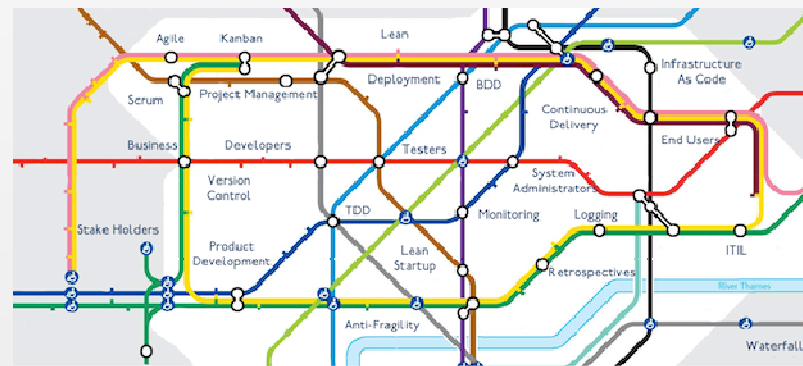 Agile
Kanban
Lean
Infrastructure
As Code
Scrum
Project Management
Deployment
BDD
Continuous
Delivery
End Users
Business
Developers
Testers
System
Administrators
Version
Control
TDD
Monitoring
Logging
Stake Holders
Product
Development
Lean
Startup
Retrospectives
ITIL
River Thames
Anti-Fragility
Waterfall